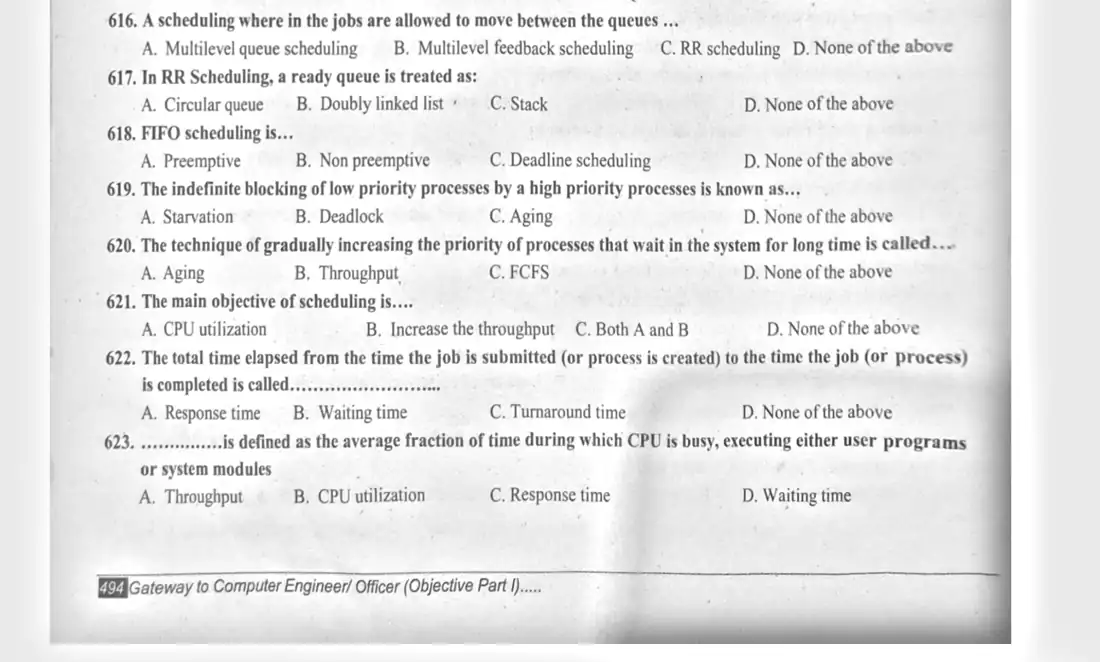 616. A scheduling where in the jobs are allowed to move between the queues ...
A. Multilevel queue scheduling B. Multilevel feedback scheduling C. RR scheduling D. None of the above
617. In RR Scheduling, a ready queue is treated as:
A. Circular queue B. Doubly linked list C. Stack D. None of the above
618. FIFO scheduling is...
A. Preemptive B. Non preemptive C. Deadline scheduling D. None of the above
619. The indefinite blocking of low priority processes by a high priority processes is known as...
A. Starvation B. Deadlock C. Aging D. None of the above
620. The technique of gradually increasing the priority of processes that wait in the system for long time is called...
A. Aging B. Throughput C. FCFS D. None of the above
621. The main objective of scheduling is....
A. CPU utilization B. Increase the throughput C. Both A and B D. None of the above
622. The total time elapsed from the time the job is submitted (or process is created) to the time the job (or process)
is completed is called..........................
A. Response time B. Waiting time C. Turnaround time D. None of the above
623. ..............is defined as the average fraction of time during which CPU is busy, executing either user programs
or system modules
A. Throughput B. CPU utilization C. Response time D. Waiting time
494 Gateway to Computer Engineer/ Officer (Objective Part I).....